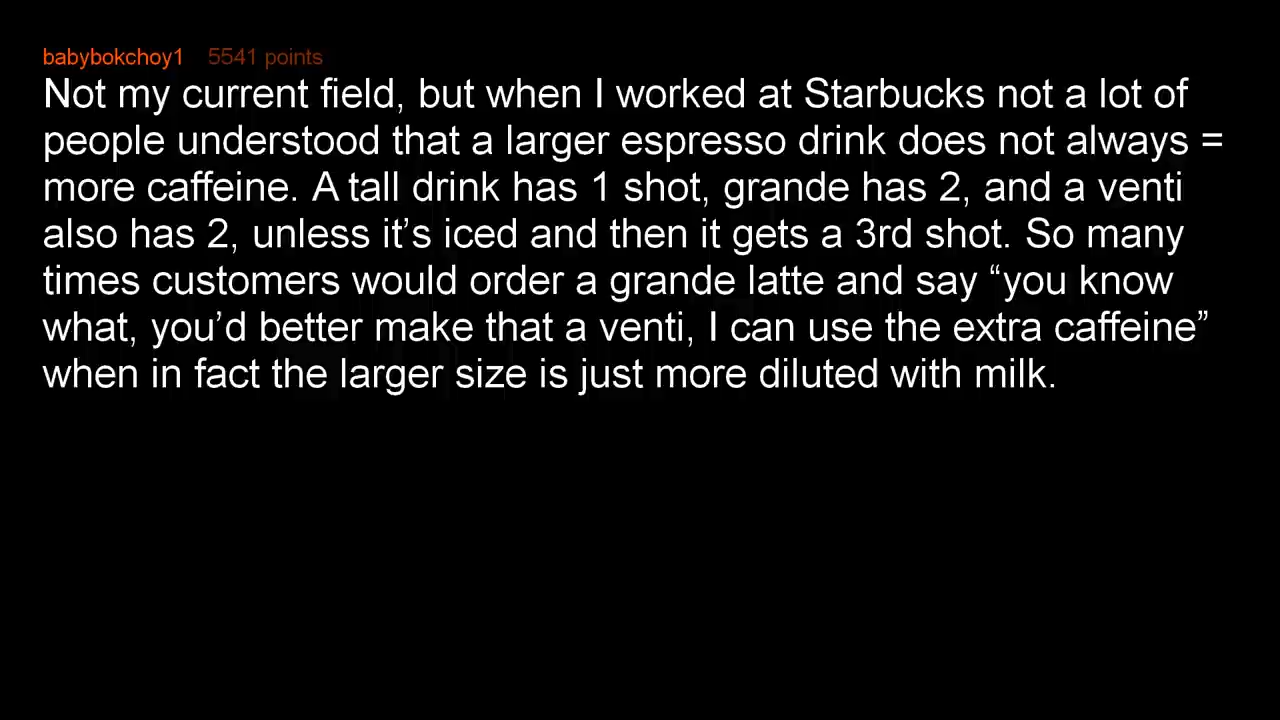 babybokchoy1 5541 points
Not my current field, but when I worked at Starbucks not a lot of
people understood that a larger espresso drink does not always =
more caffeine. A tall drink has 1 shot, grande has 2, and a venti
also has 2, unless it’s iced and then it gets a 3rd shot. So many
times customers would order a grande latte and say “you know
what, you’d better make that a venti, I can use the extra caffeine”
when in fact the larger size is just more diluted with milk.